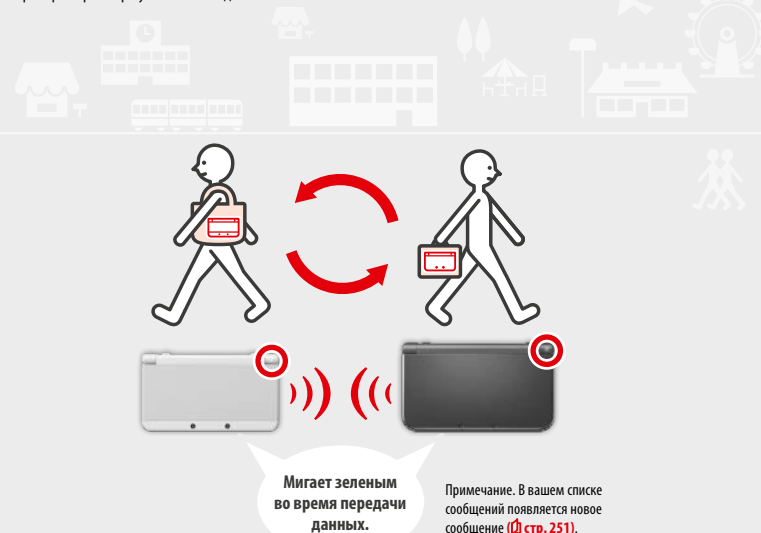 Мигает зеленым
во время передачи
данных.
Примечание. В вашем списке
сообщений появляется новое
сообщение (стр. 251).